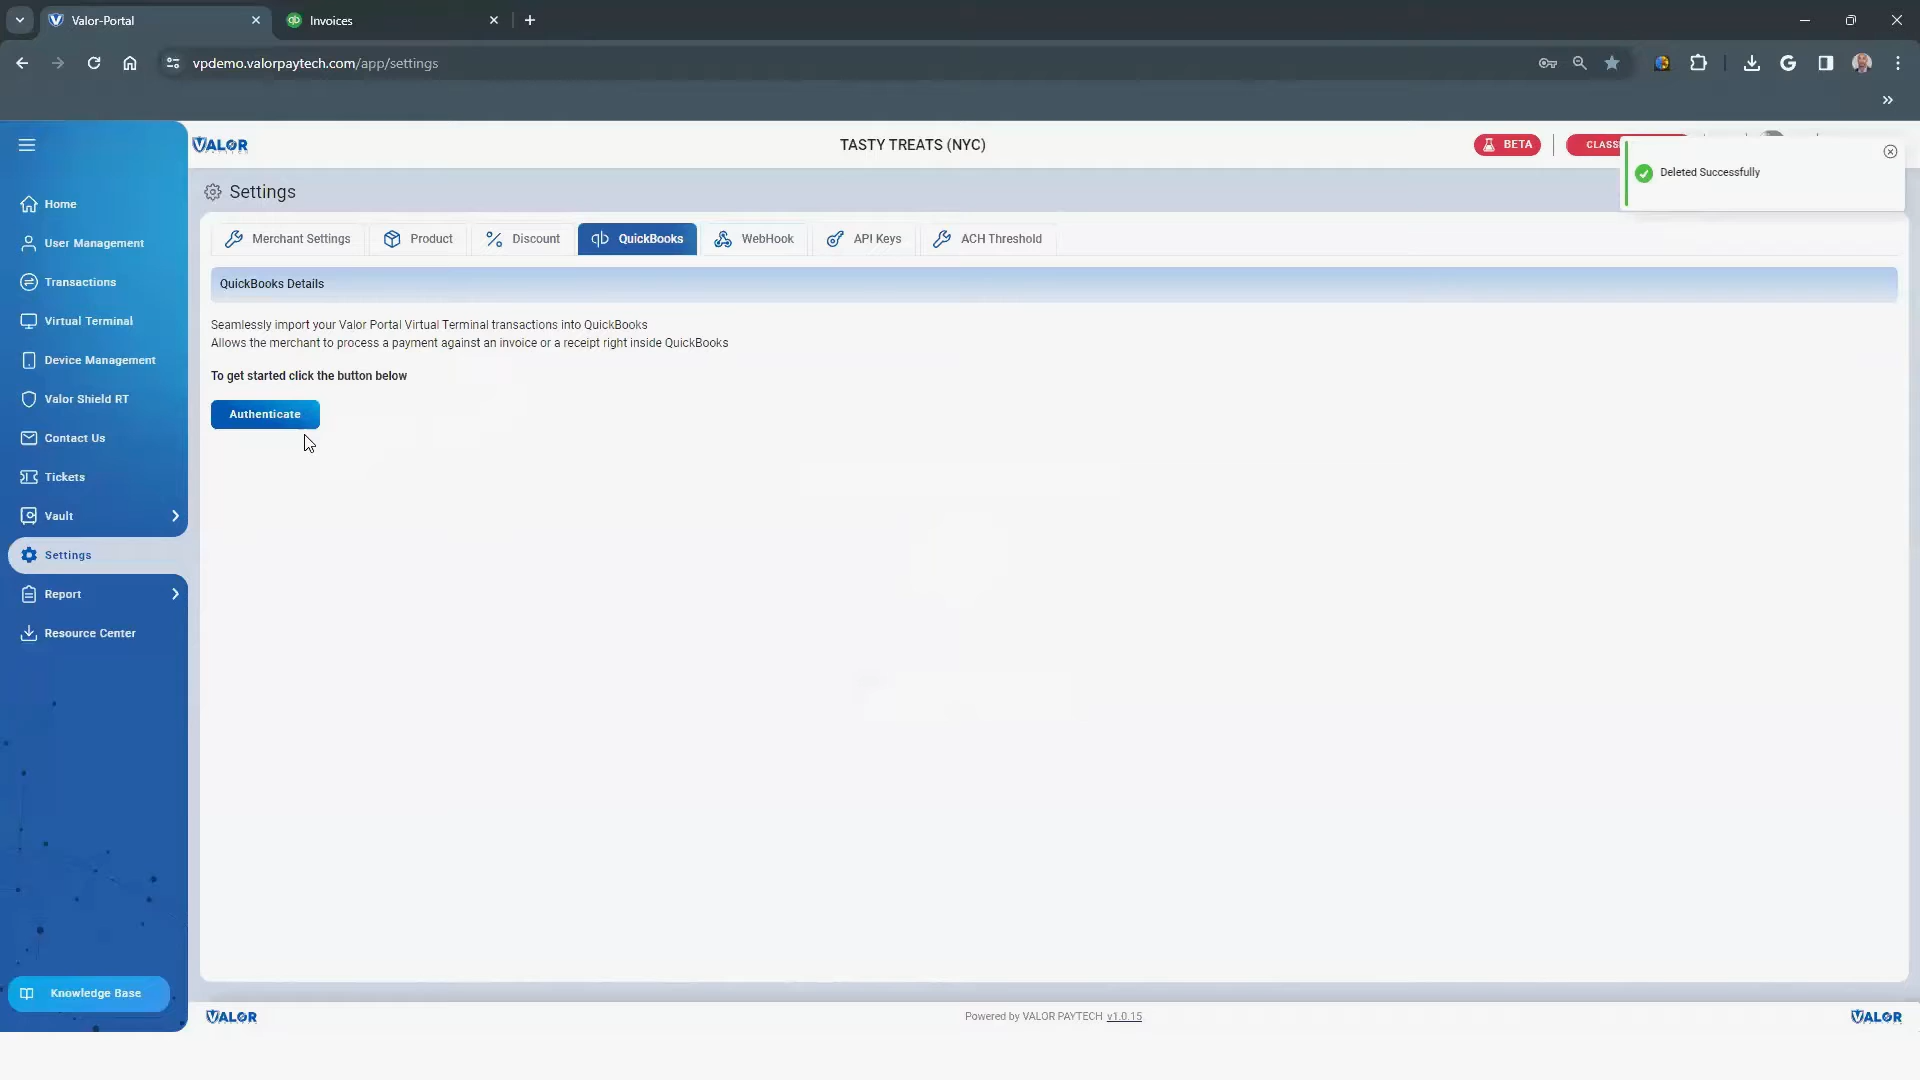 Valor-Portal
Invoices
vpdemo.valorpaytech.com/app/settings
VALOR
TASTY TREATS (NYC)
BETA
Deleted Successfully
Settings
Merchant Settings
Product
Discount
qb
QuickBooks
WebHook
API Keys
ACH Threshold
QuickBooks Details
Seamlessly import your Valor Portal Virtual Terminal transactions into QuickBooks
Allows the merchant to process a payment against an invoice or a receipt right inside QuickBooks
To get started click the button below
Authenticate
Home
User Management
Transactions
Virtual Terminal
Device Management
Valor Shield RT
Contact Us
Tickets
Vault
Settings
Report
Resource Center
Knowledge Base
VALOR
Powered by VALOR PAYTECH v1.0.15
VALOR